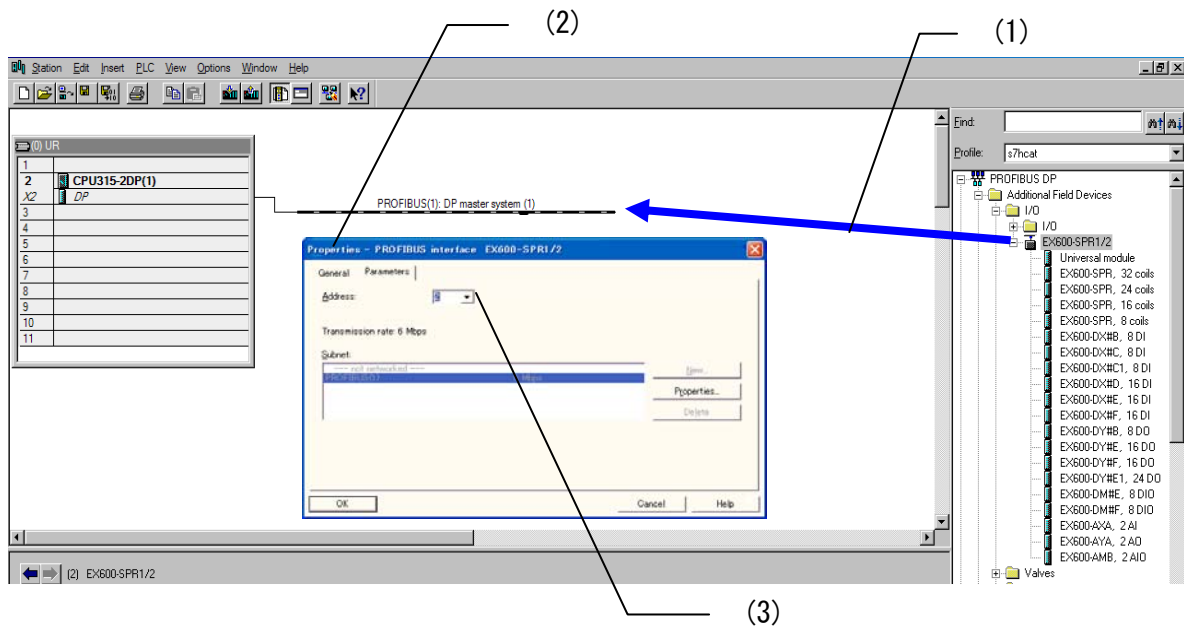 (2)
(1)
Station Edit Insert PLC View Options Window Help
(0) UR
1
2 CPU315-2DP(1)
X2 DP
3
4
5
6
7
8
9
10
11
PROFIBUS(1): DP master system (1)
Properties - PROFIBUS interface EX600-SPR1/2
General Parameters
Address:
Transmission rate: 6 Mbps
Subnet:
--- not networked ---
New...
Properties...
Delete
OK Cancel Help
Find:
Profile: s7hcat
PROFIBUS DP
Additional Field Devices
I/O
I/O
EX600-SPR1/2
Universal module
EX600-SPR, 32 coils
EX600-SPR, 24 coils
EX600-SPR, 16 coils
EX600-SPR, 8 coils
EX600-DX#B, 8 DI
EX600-DX#C, 8 DI
EX600-DX#C1, 8 DI
EX600-DX#D, 16 DI
EX600-DX#E, 16 DI
EX600-DX#F, 16 DI
EX600-DY#B, 8 DO
EX600-DY#E, 16 DO
EX600-DY#F, 16 DO
EX600-DY#E1, 24 DO
EX600-DM#E, 8 DIO
EX600-DM#F, 8 DIO
EX600-AXA, 2 AI
EX600-AYA, 2 AO
EX600-AMB, 2 AIO
Valves
(2) EX600-SPR1/2
(3)